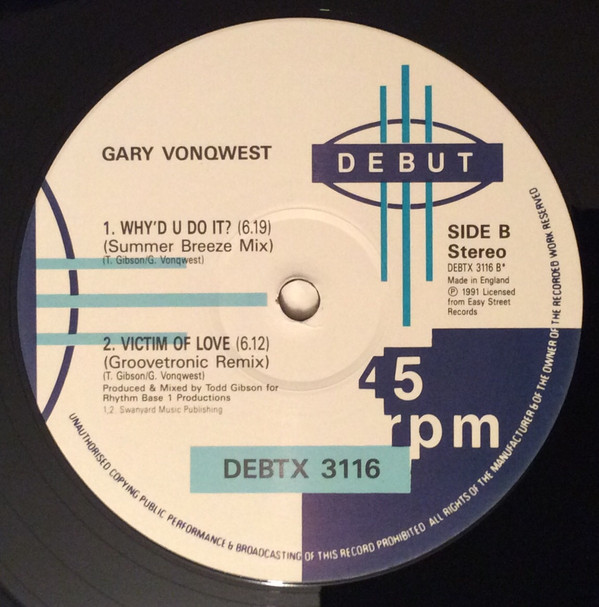 GARY VONQWEST
DEBUT
1. WHY'D U DO IT? (6.19)
(Summer Breeze Mix)
(T. Gibson/G. Vonqwest)
SIDE B
Stereo
DEBTX 3116 B*
Made in England
℗ 1991 Licensed
from Easy Street
Records
2. VICTIM OF LOVE (6.12)
(Groovetronic Remix)
(T. Gibson/G. Vonqwest)
Produced & Mixed by Todd Gibson for
Rhythm Base 1 Productions
1,2. Swanyard Music Publishing
45
rpm
DEBTX 3116
UNAUTHORISED COPYING PUBLIC PERFORMANCE & BROADCASTING OF THIS RECORD PROHIBITED. ALL RIGHTS OF THE MANUFACTURER & OF THE OWNER OF THE RECORDED WORK RESERVED